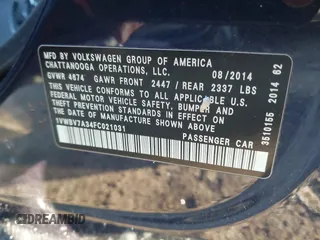 MFD BY VOLKSWAGEN GROUP OF AMERICA
CHATTANOOGA OPERATIONS, LLC. 08/2014
GVWR 4674 GAWR FRONT 2447 / REAR 2337 LBS
THIS VEHICLE CONFORMS TO ALL APPLICABLE U.S.
FEDERAL MOTOR VEHICLE SAFETY, BUMPER AND
THEFT PREVENTION STANDARDS IN EFFECT ON THE
DATE OF MANUFACTURE SHOWN ABOVE.
1VWBV7A34FC021031 PASSENGER CAR
3510155 2014 62
DREAMBID